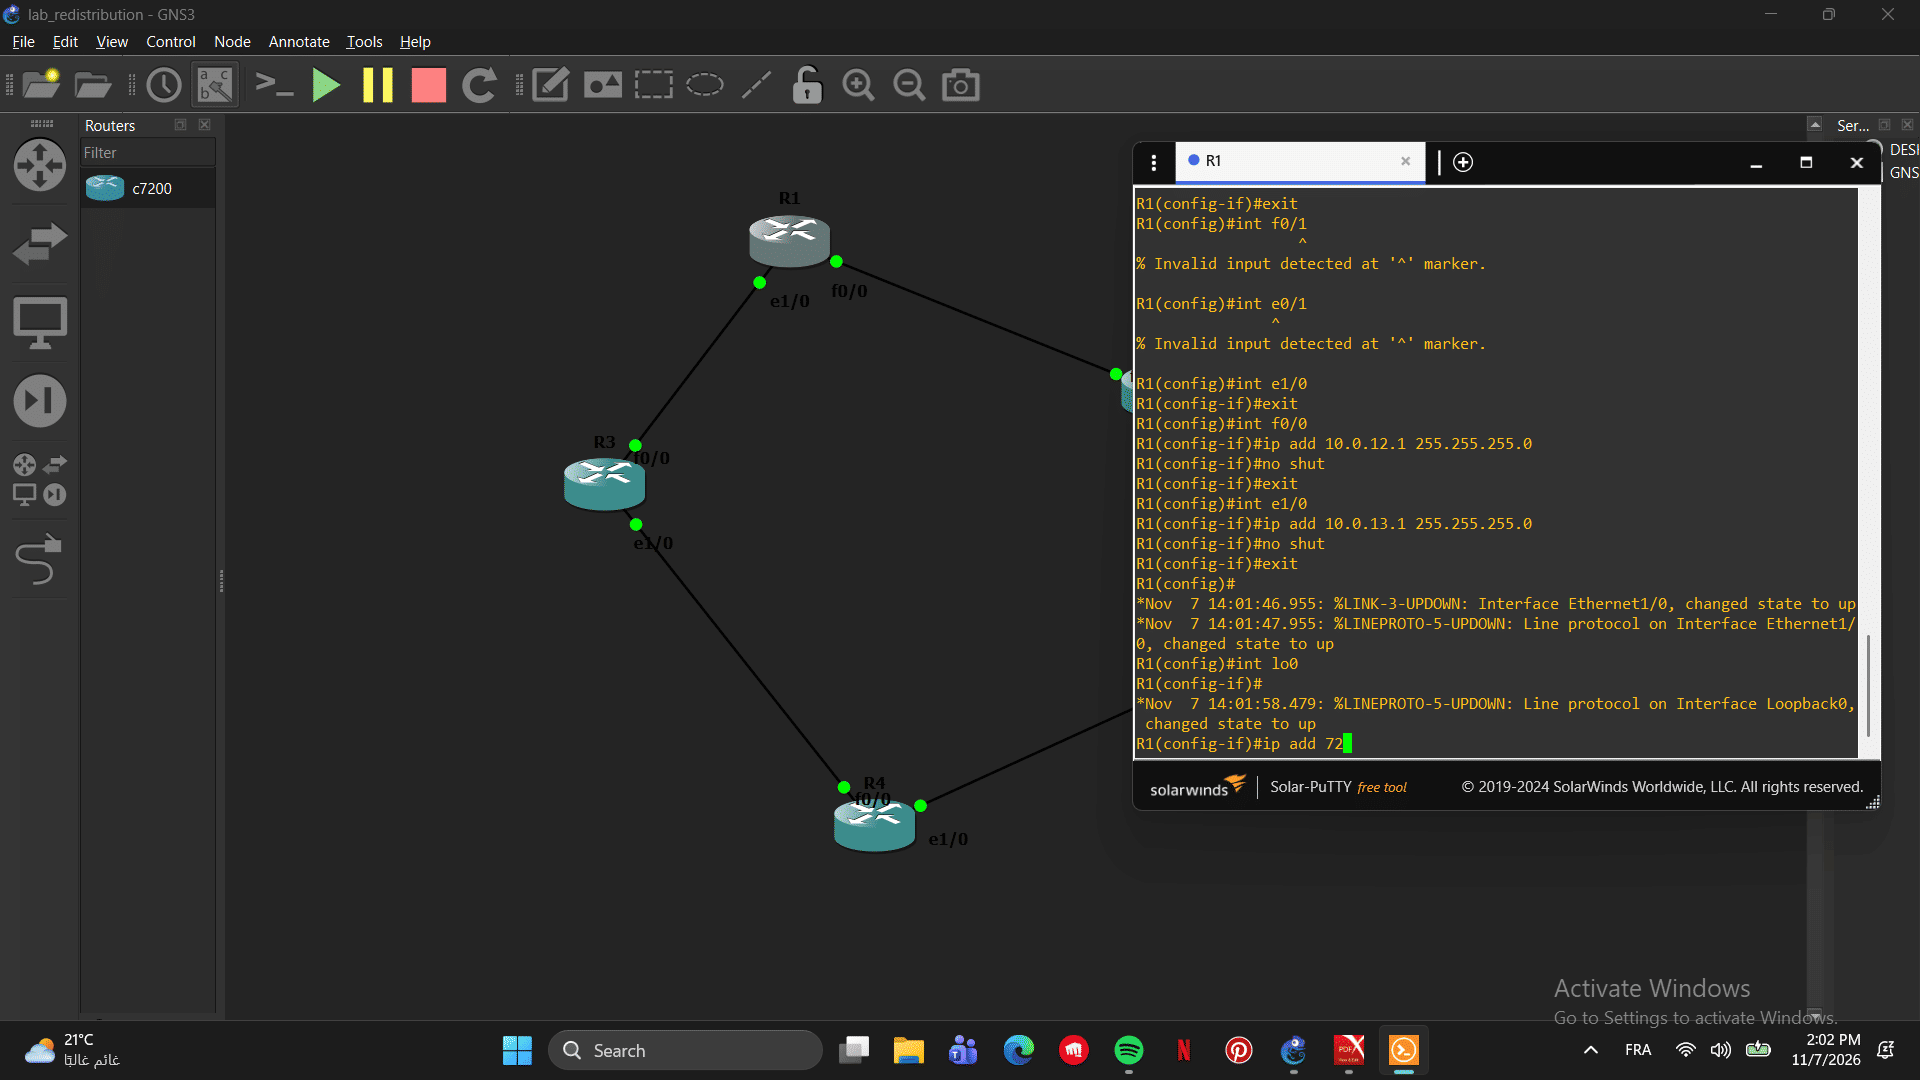 lab_redistribution - GNS3
File Edit View Control Node Annotate Tools Help
Routers
Filter
c7200
R1
e1/0
f0/0
R3
f0/0
e1/0
R4
f0/0
e1/0
Ser...
DESI
GNS
R1
R1(config-if)#exit
R1(config)#int f0/1
^
% Invalid input detected at '^' marker.
R1(config)#int e0/1
^
% Invalid input detected at '^' marker.
R1(config)#int e1/0
R1(config-if)#exit
R1(config)#int f0/0
R1(config-if)#ip add 10.0.12.1 255.255.255.0
R1(config-if)#no shut
R1(config-if)#exit
R1(config)#int e1/0
R1(config-if)#ip add 10.0.13.1 255.255.255.0
R1(config-if)#no shut
R1(config-if)#exit
R1(config)#
*Nov  7 14:01:46.955: %LINK-3-UPDOWN: Interface Ethernet1/0, changed state to up
*Nov  7 14:01:47.955: %LINEPROTO-5-UPDOWN: Line protocol on Interface Ethernet1/
0, changed state to up
R1(config)#int lo0
R1(config-if)#
*Nov  7 14:01:58.479: %LINEPROTO-5-UPDOWN: Line protocol on Interface Loopback0,
changed state to up
R1(config-if)#ip add 72
solarwinds Solar-PuTTY free tool © 2019-2024 SolarWinds Worldwide, LLC. All rights reserved.
Activate Windows
Go to Settings to activate Windows.
21°C
غائم غالبًا
Search
FRA
2:02 PM
11/7/2026